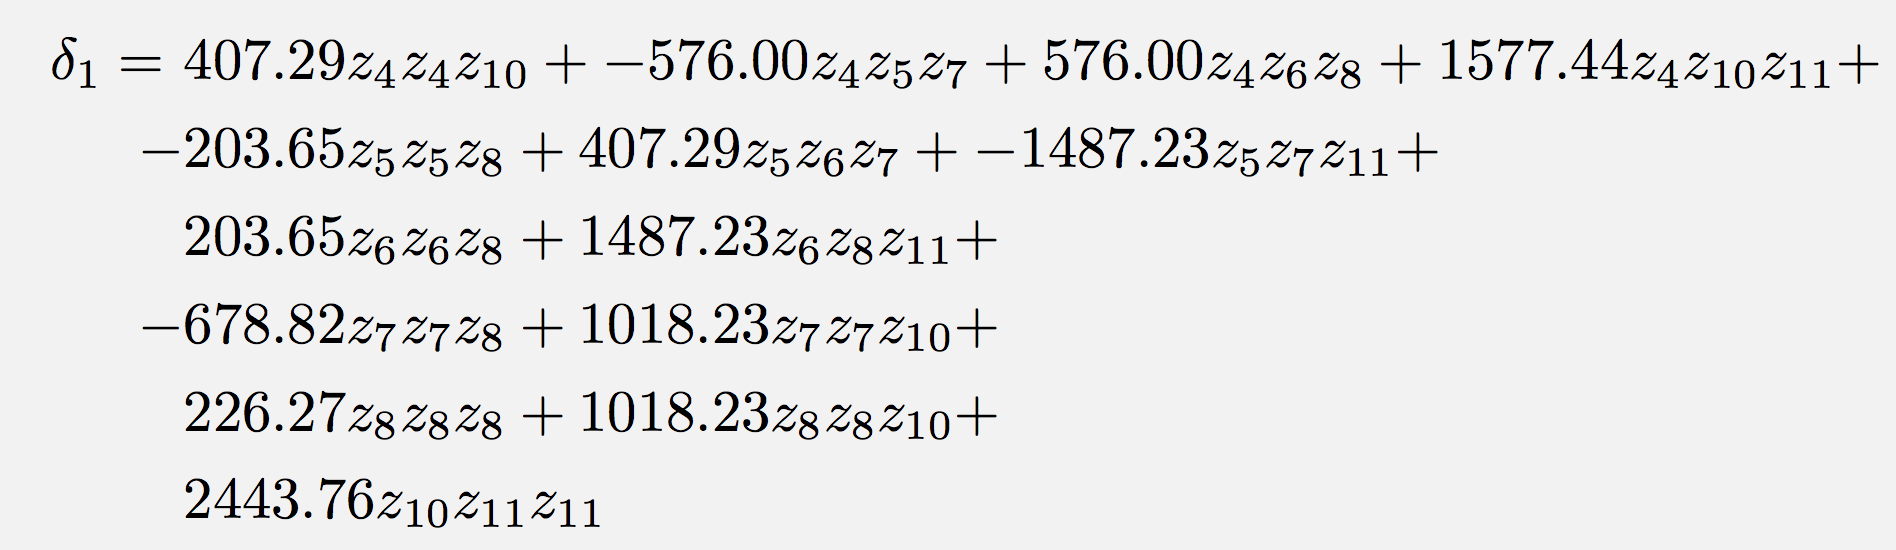 δ₁ = 407.29z₄z₄z₁₀ + −576.00z₄z₅z₇ + 576.00z₄z₆z₈ + 1577.44z₄z₁₀z₁₁+
−203.65z₅z₅z₈ + 407.29z₅z₆z₇ + −1487.23z₅z₇z₁₁+
203.65z₆z₆z₈ + 1487.23z₆z₈z₁₁+
−678.82z₇z₇z₈ + 1018.23z₇z₇z₁₀+
226.27z₈z₈z₈ + 1018.23z₈z₈z₁₀+
2443.76z₁₀z₁₁z₁₁